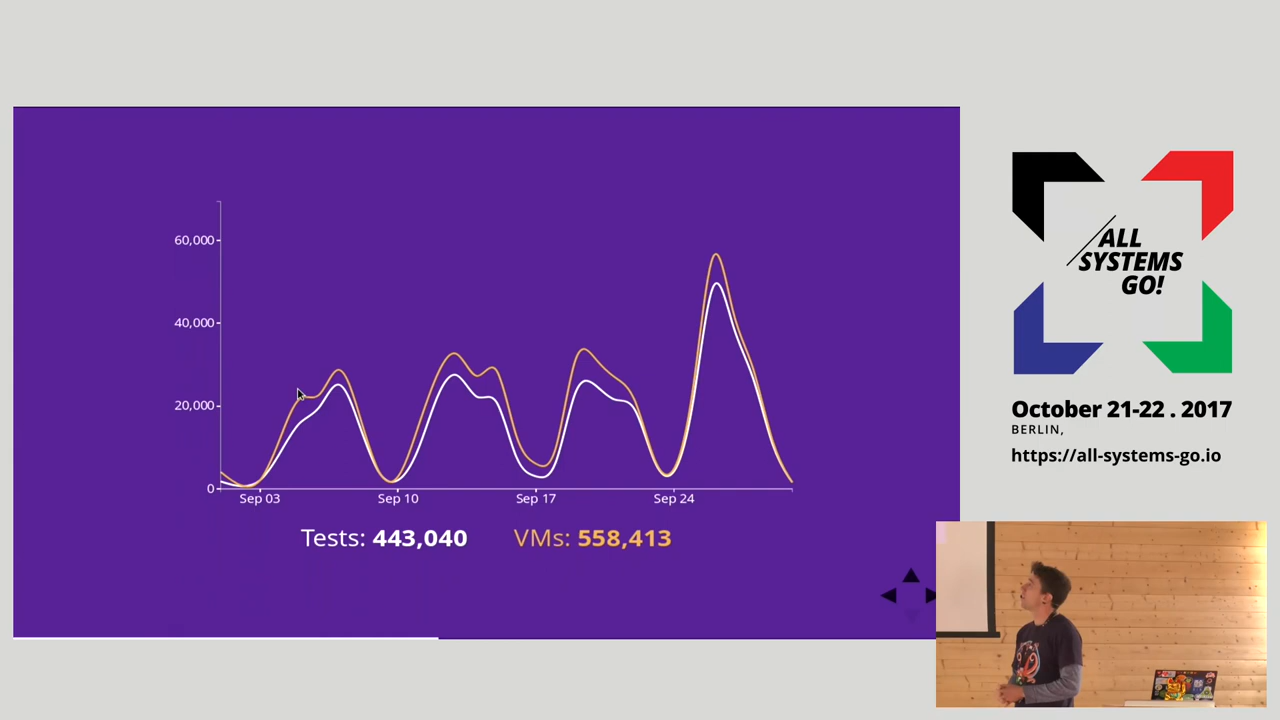 60,000
40,000
20,000
0
Sep 03
Sep 10
Sep 17
Sep 24
Tests: 443,040
VMs: 558,413
ALL
SYSTEMS
GO!
October 21-22 . 2017
BERLIN,
https://all-systems-go.io